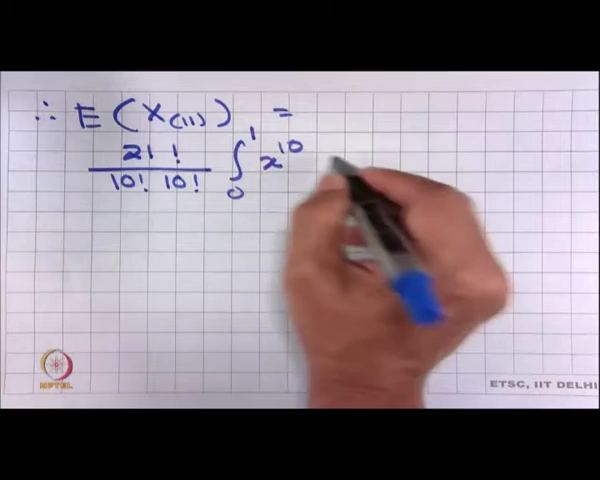 ∴ E(X₍₁₁₎) =
21! / 10! 10! ∫₀¹ x¹⁰
NPTEL
ETSC, IIT DELHI